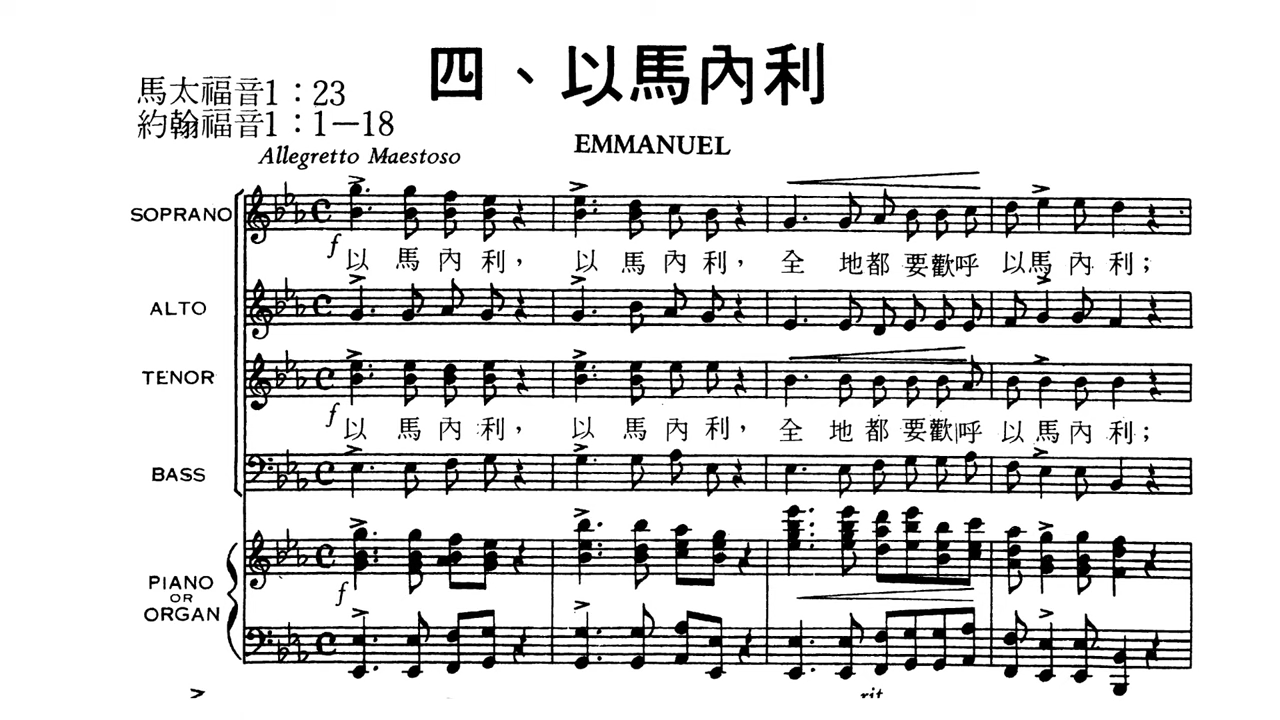 四、以馬內利
馬太福音1：23
約翰福音1：1—18
EMMANUEL
Allegretto Maestoso
SOPRANO
f
以 馬 內 利， 以 馬 內 利， 全 地都 要歡呼 以馬 內 利；
ALTO
TENOR
f
以 馬 內 利， 以 馬 內 利， 全 地都 要歡呼 以馬 內 利；
BASS
PIANO
OR
ORGAN
f
rit